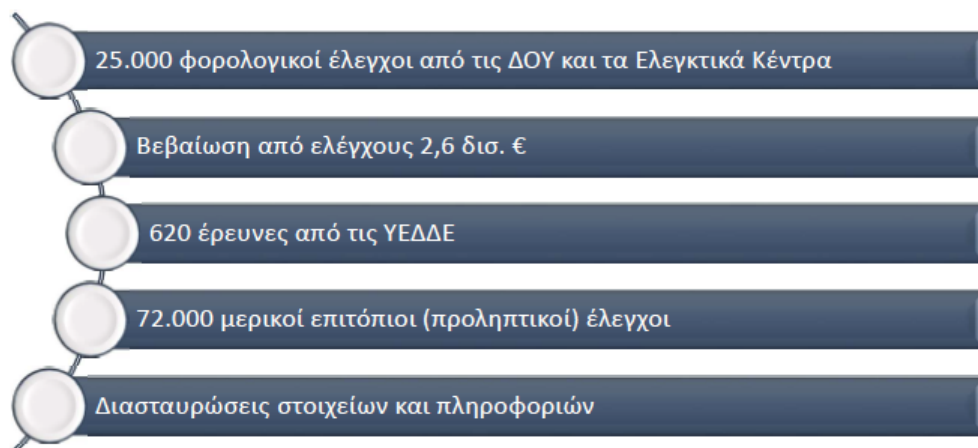 25.000 φορολογικοί έλεγχοι από τις ΔΟΥ και τα Ελεγκτικά Κέντρα
Βεβαίωση από ελέγχους 2,6 δισ. €
620 έρευνες από τις ΥΕΔΔΕ
72.000 μερικοί επιτόπιοι (προληπτικοί) έλεγχοι
Διασταυρώσεις στοιχείων και πληροφοριών